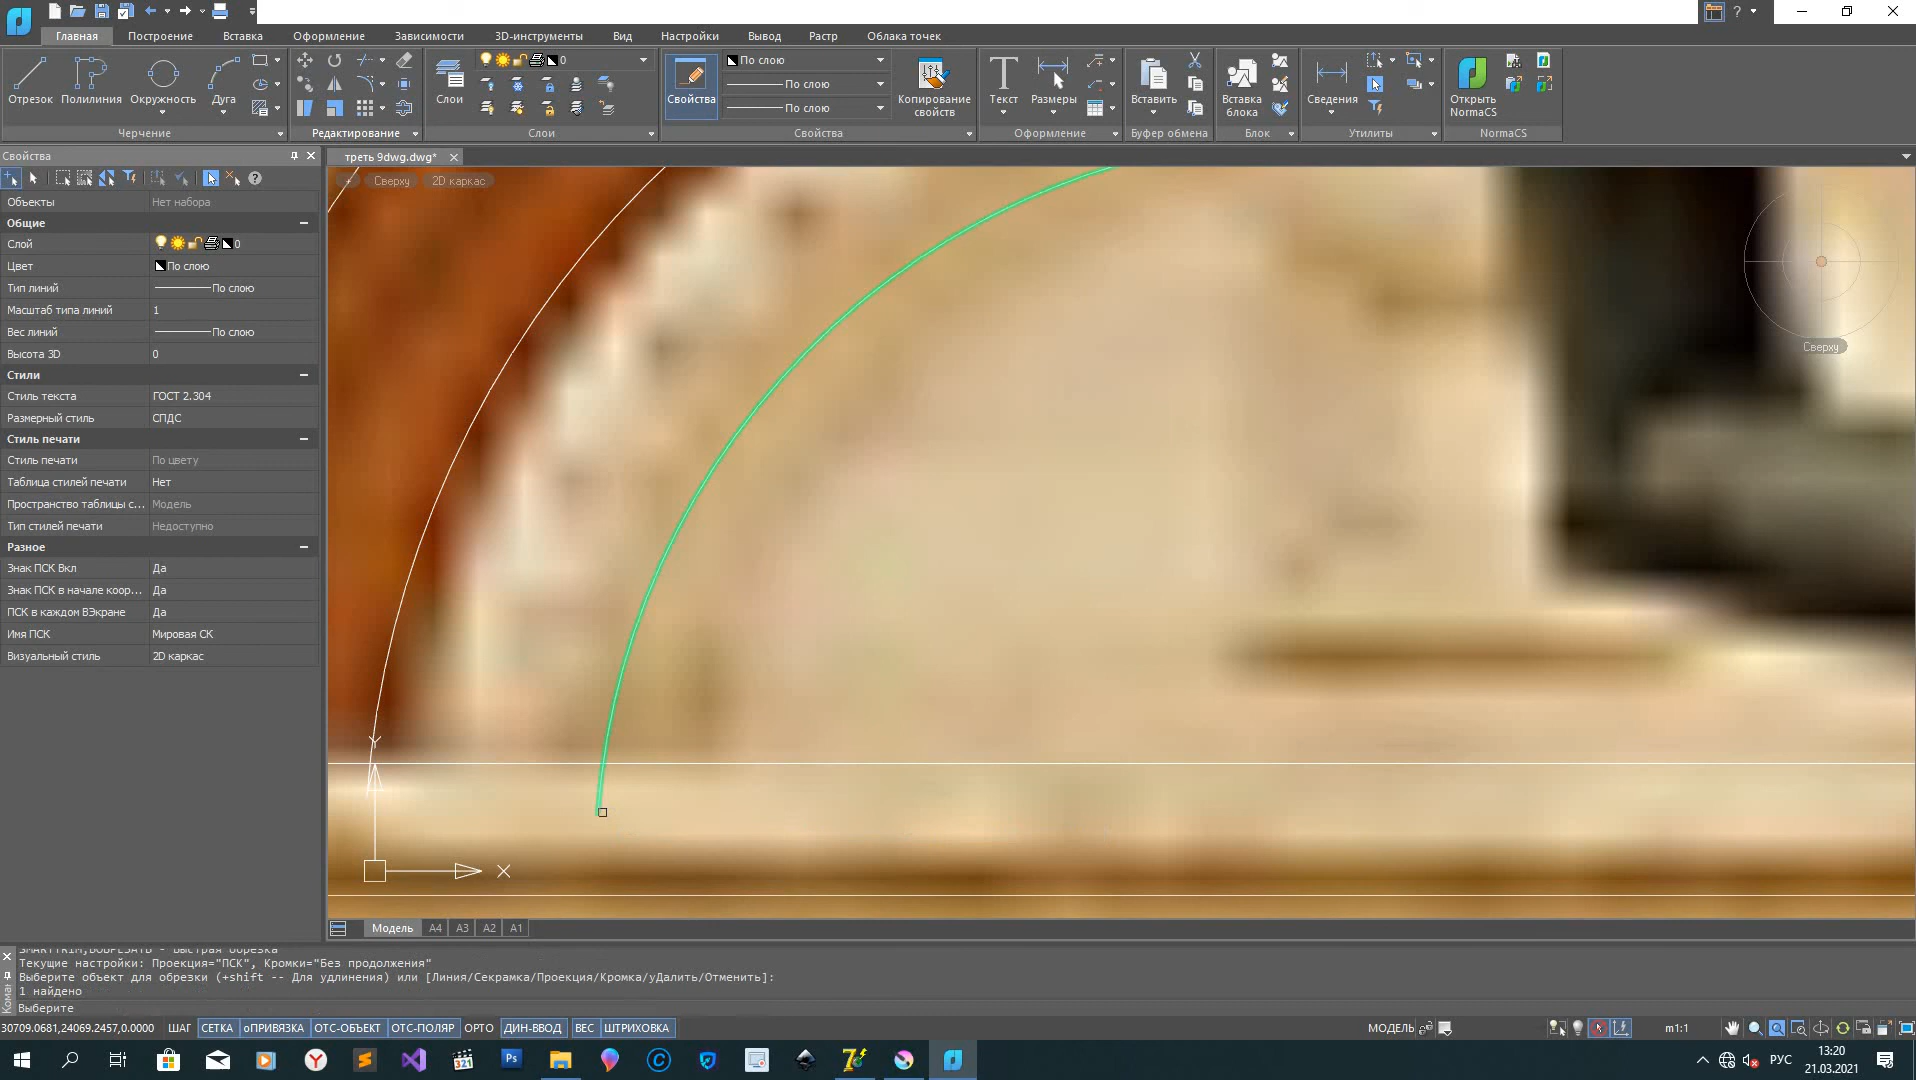 Главная Построение Вставка Оформление Зависимости 3D-инструменты Вид Настройки Вывод Растр Облака точек
?
0
По слою
По слою
По слою
Отрезок Полилиния Окружность Дуга
Слои
Свойства
Копирование свойств
Текст Размеры
Вставить
Вставка блока
Сведения
Открыть NormaCS
Черчение Редактирование Слои Свойства Оформление Буфер обмена Блок Утилиты NormaCS
Свойства
треть 9dwg.dwg*
Сверху 2D каркас
Объекты Нет набора
Общие
Слой 0
Цвет По слою
Тип линий По слою
Масштаб типа линий 1
Вес линий По слою
Высота 3D 0
Стили
Стиль текста ГОСТ 2.304
Размерный стиль СПДС
Стиль печати
Стиль печати По цвету
Таблица стилей печати Нет
Пространство таблицы с... Модель
Тип стилей печати Недоступно
Разное
Знак ПСК Вкл Да
Знак ПСК в начале коор... Да
ПСК в каждом ВЭкране Да
Имя ПСК Мировая СК
Визуальный стиль 2D каркас
Сверху
Y
X
Модель A4 A3 A2 A1
Текущие настройки: Проекция="ПСК", Кромки="Без продолжения"
Выберите объект для обрезки (+shift -- Для удлинения) или [Линия/Секрамка/Проекция/Кромка/уДалить/Отменить]:
1 найдено
Выберите
30709.0681,24069.2457,0.0000 ШАГ СЕТКА оПРИВЯЗКА ОТС-ОБЪЕКТ ОТС-ПОЛЯР ОРТО ДИН-ВВОД ВЕС ШТРИХОВКА МОДЕЛЬ m1:1
321 Ps
РУС
13:20
21.03.2021